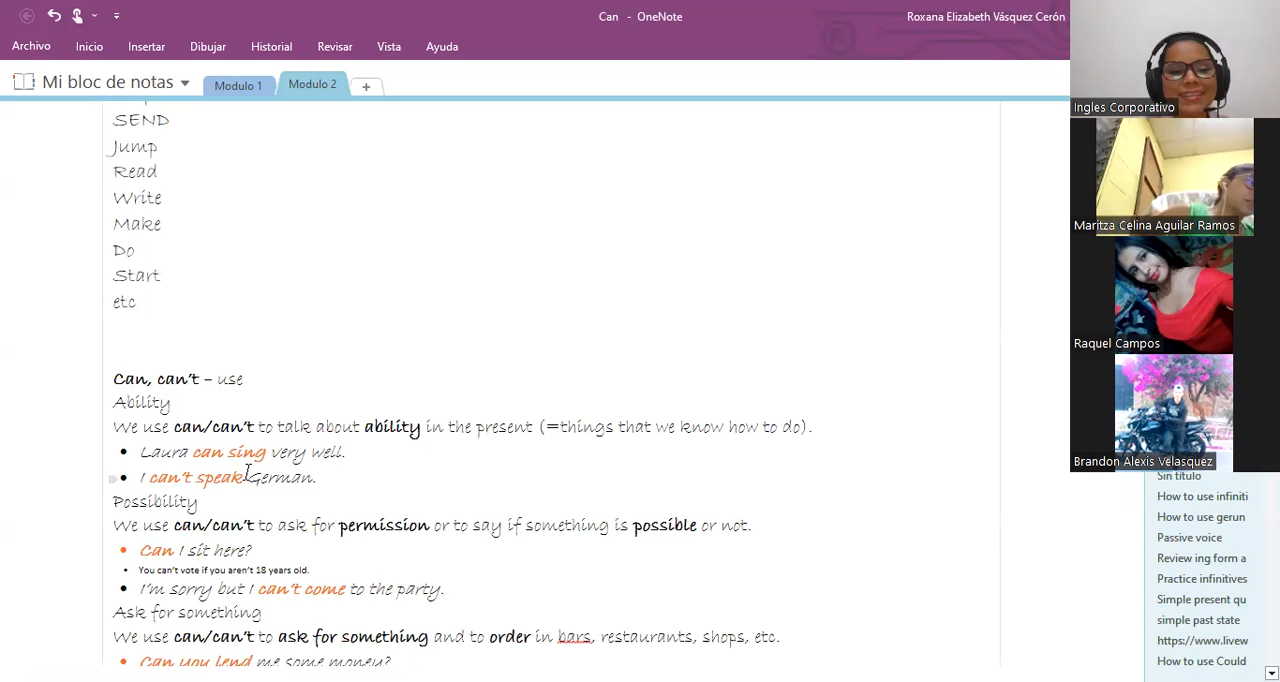 Can - OneNote
Roxana Elizabeth Vásquez Cerón
Archivo Inicio Insertar Dibujar Historial Revisar Vista Ayuda
Mi bloc de notas Modulo 1 Modulo 2 +
SEND
Jump
Read
Write
Make
Do
Start
etc
Can, can't – use
Ability
We use can/can't to talk about ability in the present (=things that we know how to do).
• Laura can sing very well.
• I can't speak German.
Possibility
We use can/can't to ask for permission or to say if something is possible or not.
• Can I sit here?
• You can't vote if you aren't 18 years old.
• I'm sorry but I can't come to the party.
Ask for something
We use can/can't to ask for something and to order in bars, restaurants, shops, etc.
• Can you lend me some money?
Ingles Corporativo
Maritza Celina Aguilar Ramos
Raquel Campos
Brandon Alexis Velasquez
Sin título
How to use infiniti
How to use gerun
Passive voice
Review ing form a
Practice infinitives
Simple present qu
simple past state
https://www.livew
How to use Could